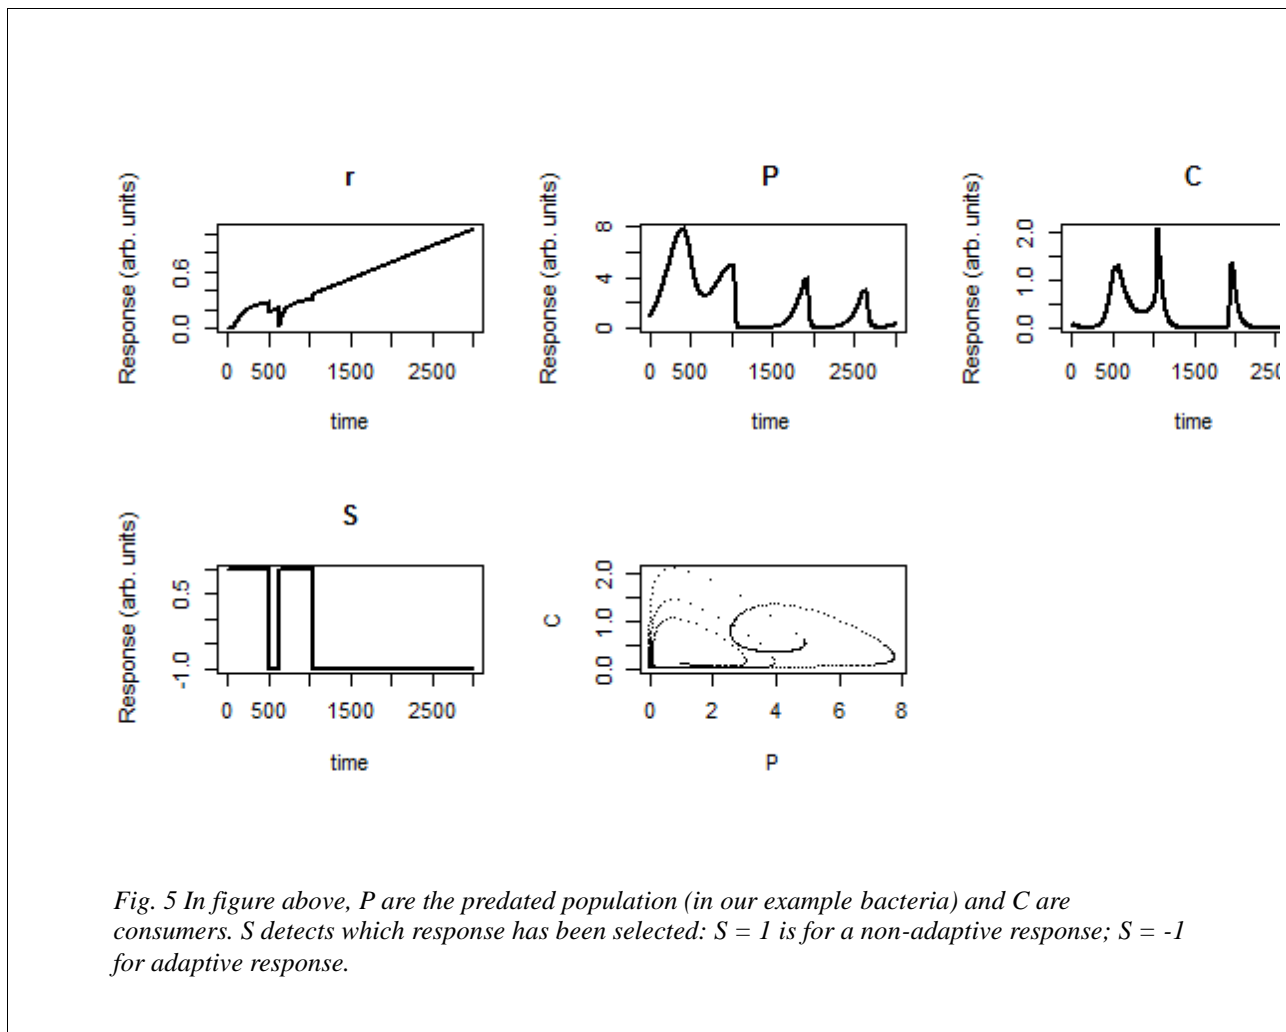 r
Response (arb. units)
0.0 0.6
0 500 1500 2500
time
P
Response (arb. units)
0 4 8
0 500 1500 2500
time
C
Response (arb. units)
0.0 1.0 2.0
0 500 1500
time
S
Response (arb. units)
-1.0 0.5
0 500 1500 2500
time
C
0.0 1.0 2.0
0 2 4 6 8
P
Fig. 5 In figure above, P are the predated population (in our example bacteria) and C are
consumers. S detects which response has been selected: S = 1 is for a non-adaptive response; S = -1
for adaptive response.